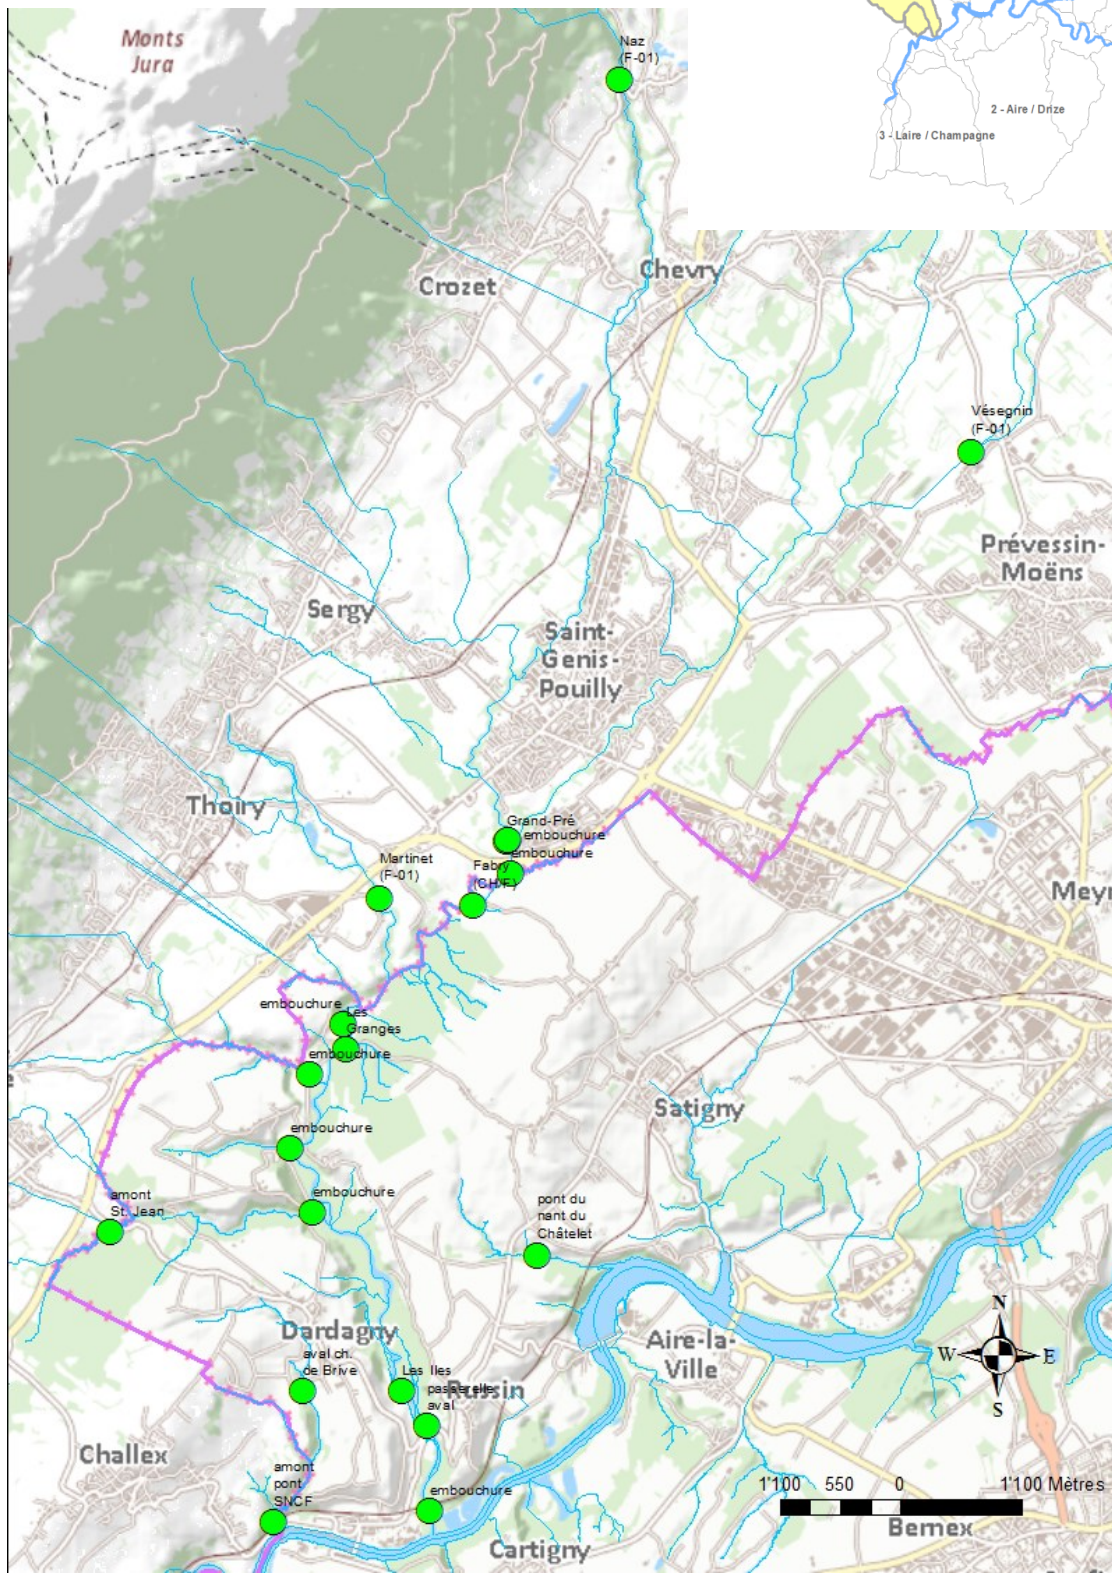 Monts
Jura
Naz
(F-01)
2 - Aire / Drize
3 - Laire / Champagne
Chevry
Crozet
Vésegnin
(F-01)
Prévessin-
Moëns
Sergy
Saint-
Genis-
Pouilly
Thoiry
Grand-Pré
embouchure
embouchure
Martinet
(F-01)
Fabry
(CH/F)
Meyr
embouchure
Les
Granges
embouchure
Satigny
embouchure
embouchure
amont
St. Jean
pont du
nant du
Châtelet
N
W
E
S
Dardagny
aval ch.
de Brive
Les Iles
passerelle
aval
Russin
Aire-la-
Ville
Challex
amont
pont
SNCF
embouchure
1'100 550 0 1'100 Mètres
Bernex
Cartigny